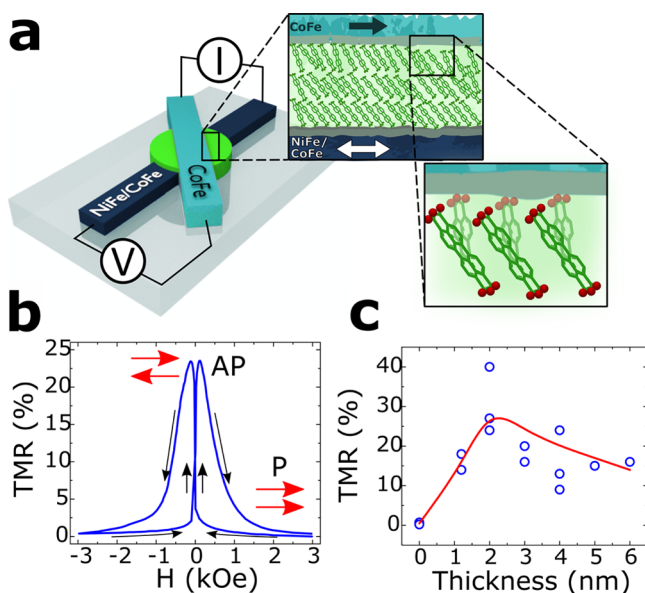 a
I
CoFe
NiFe/CoFe
V
CoFe
NiFe/
CoFe
b
25
20
15
10
5
0
TMR (%)
AP
P
-3 -2 -1 0 1 2 3
H (kOe)
c
40
30
20
10
0
TMR (%)
0 1 2 3 4 5 6
Thickness (nm)